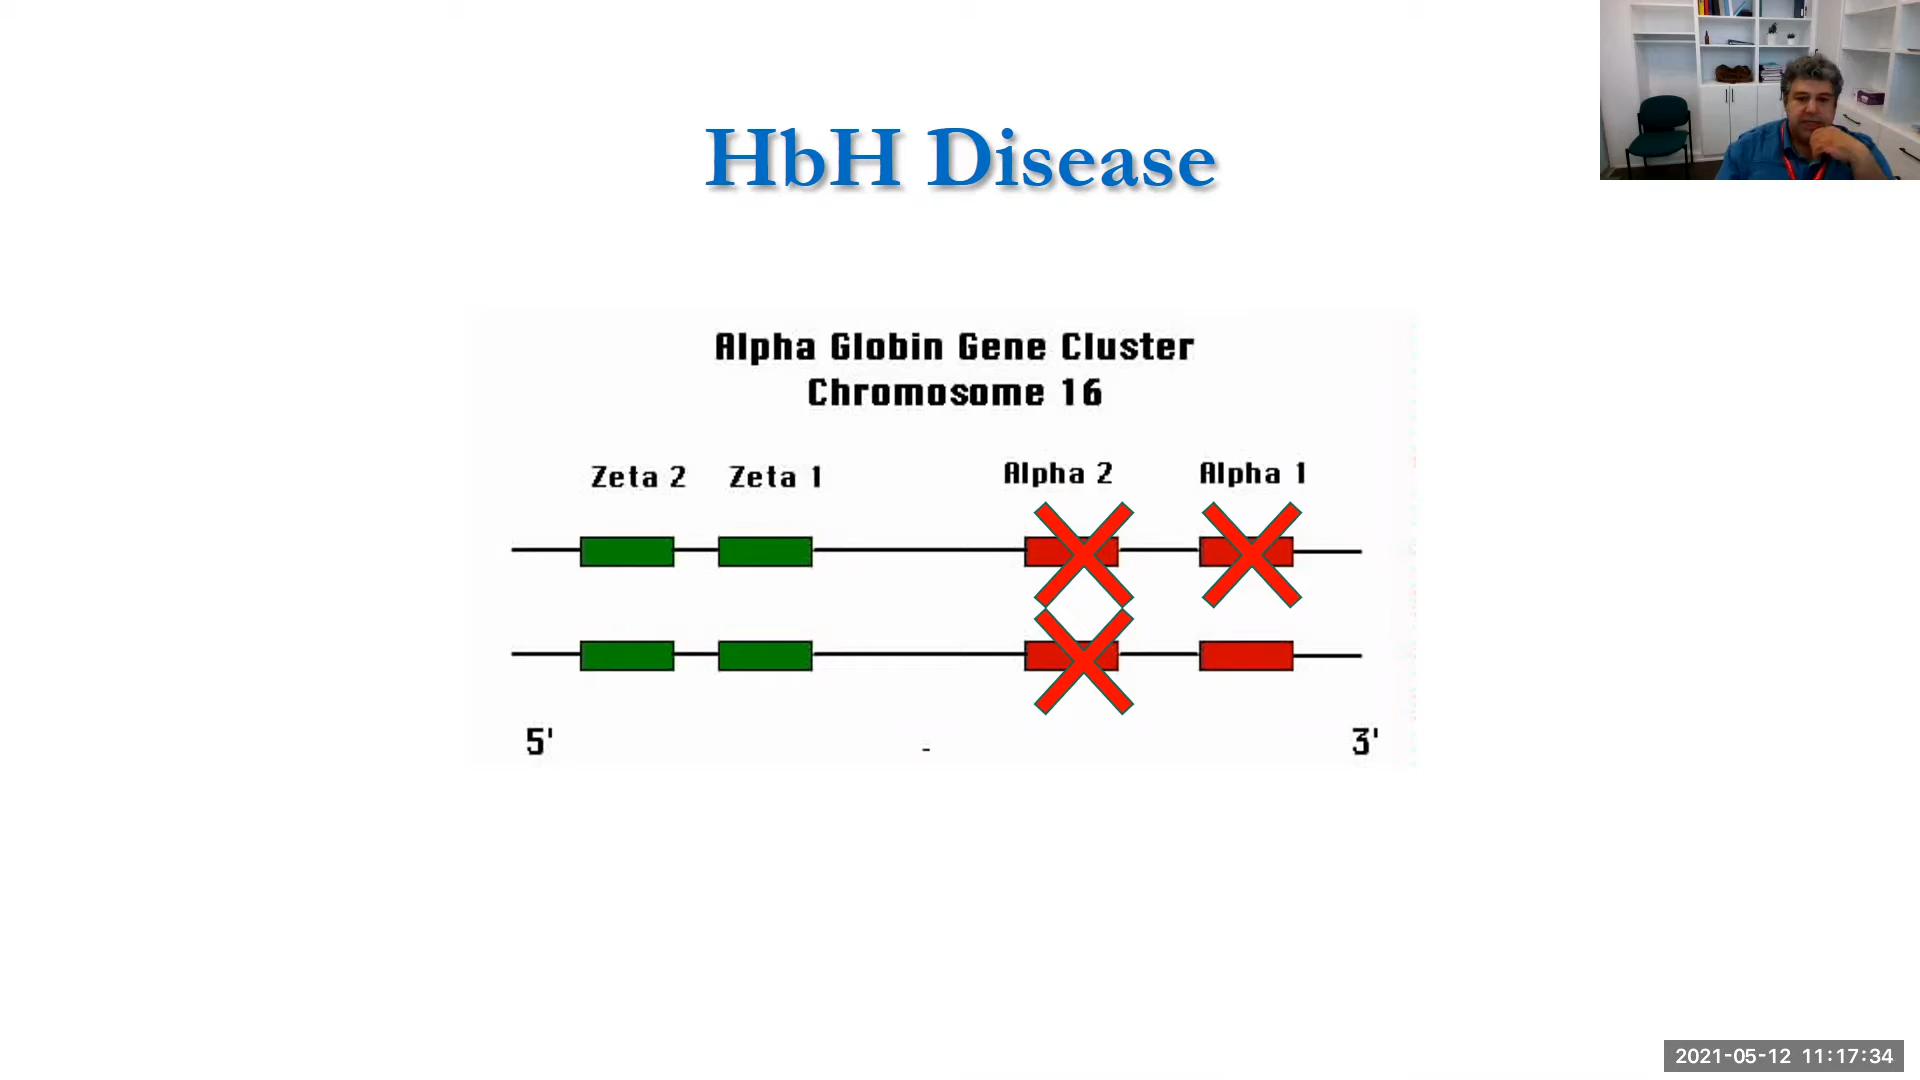 HbH Disease
Alpha Globin Gene Cluster
Chromosome 16
Zeta 2 Zeta 1 Alpha 2 Alpha 1
5' - 3'
2021-05-12 11:17:34